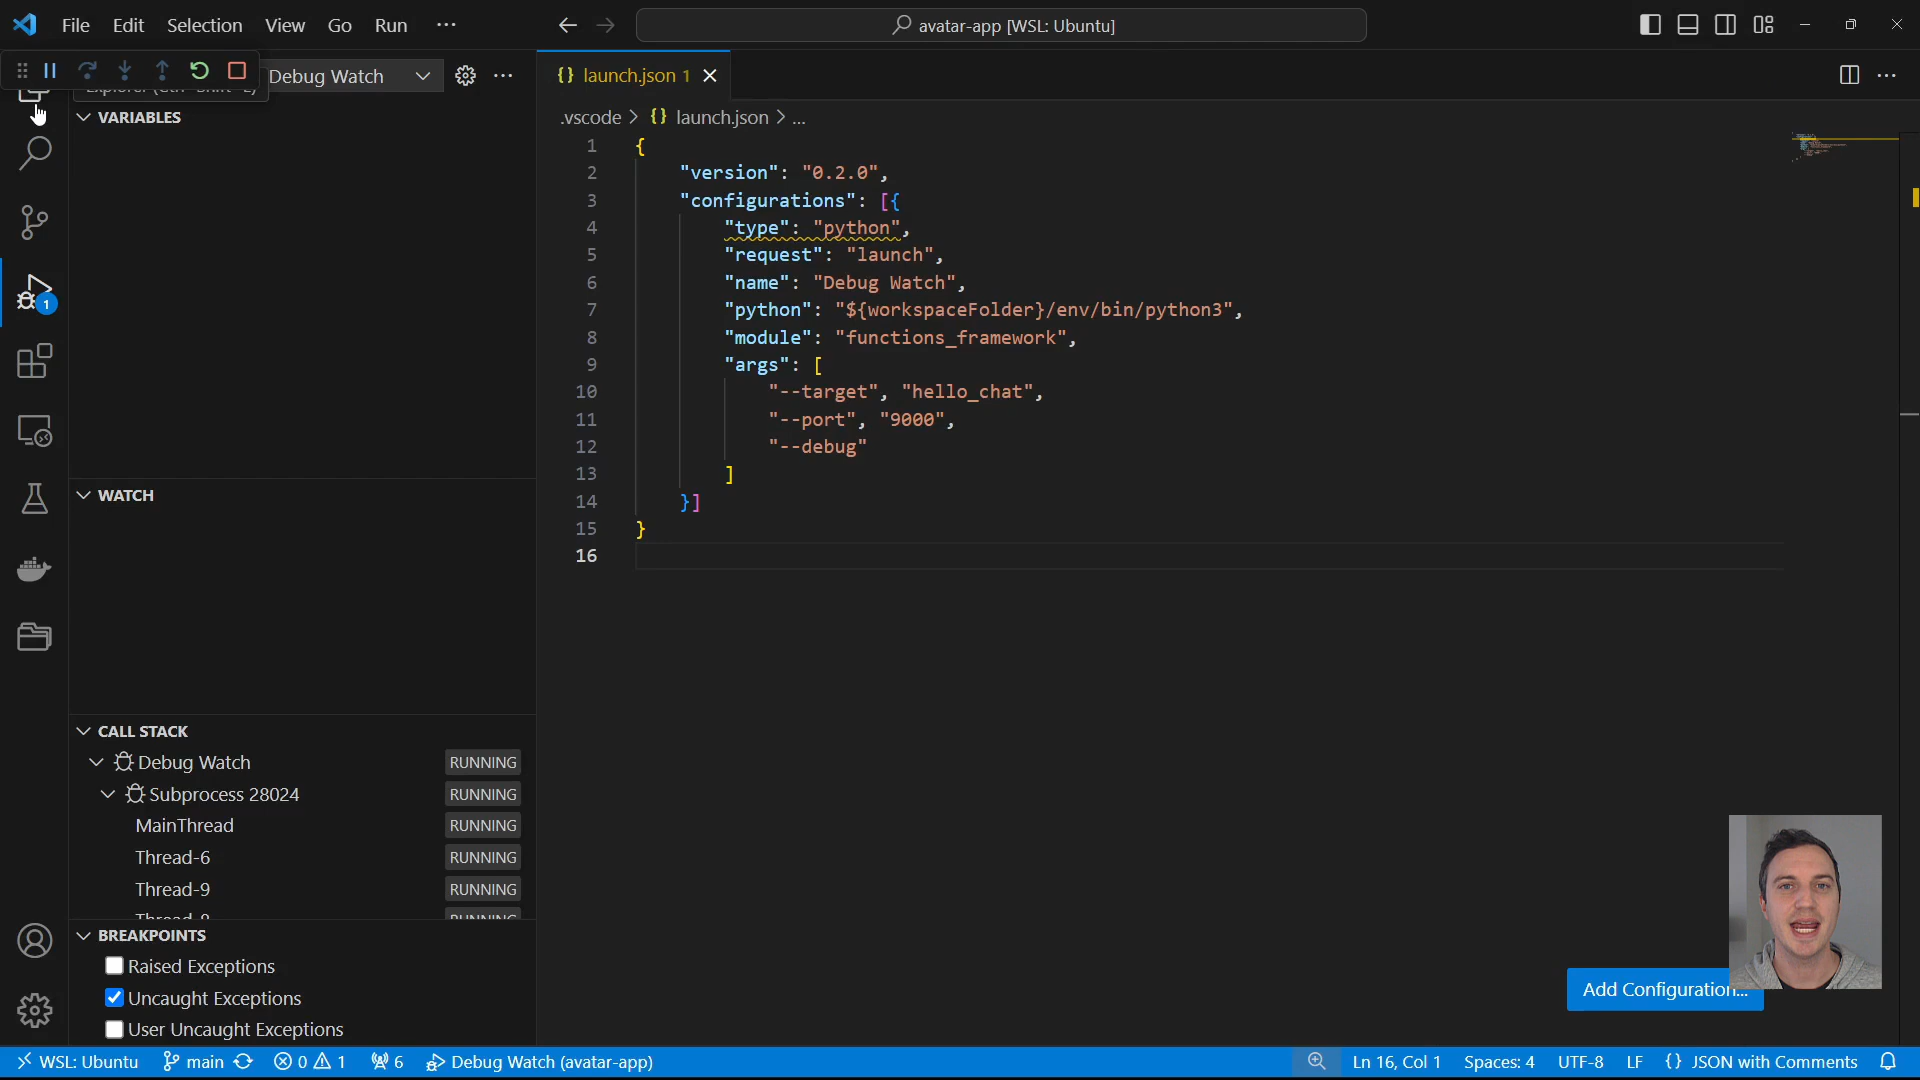 File Edit Selection View Go Run ···
avatar-app [WSL: Ubuntu]
Debug Watch
launch.json 1
.vscode > {} launch.json > ...
VARIABLES
1 {
2 "version": "0.2.0",
3 "configurations": [{
4 "type": "python",
5 "request": "launch",
6 "name": "Debug Watch",
7 "python": "${workspaceFolder}/env/bin/python3",
8 "module": "functions_framework",
9 "args": [
10 "--target", "hello_chat",
11 "--port", "9000",
12 "--debug"
13 ]
14 }]
15 }
16
1
WATCH
CALL STACK
Debug Watch RUNNING
Subprocess 28024 RUNNING
MainThread RUNNING
Thread-6 RUNNING
Thread-9 RUNNING
BREAKPOINTS
Raised Exceptions
Uncaught Exceptions
User Uncaught Exceptions
Add Configuration...
WSL: Ubuntu main 0 1 6 Debug Watch (avatar-app) Ln 16, Col 1 Spaces: 4 UTF-8 LF {} JSON with Comments